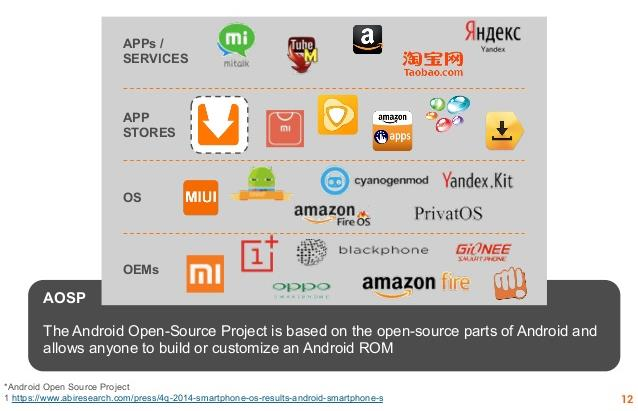 APPs /
SERVICES
mi
mitalk
Tube
M
a
淘宝网
Taobao.com
Яндекс
Yandex
APP
STORES
mi
amazon
apps
OS
MIUI
cyanogenmod
Yandex.Kit
amazon
Fire OS
PrivatOS
OEMs
mi
1+
blackphone
GiONEE
SMART PHONE
oppo
SMARTPHONE
amazon fire
AOSP
The Android Open-Source Project is based on the open-source parts of Android and
allows anyone to build or customize an Android ROM
*Android Open Source Project
1 https://www.abiresearch.com/press/4q-2014-smartphone-os-results-android-smartphone-s
12